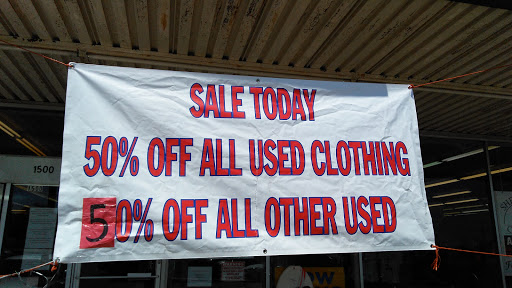 SALE TODAY
50% OFF ALL USED CLOTHING
50% OFF ALL OTHER USED
1500